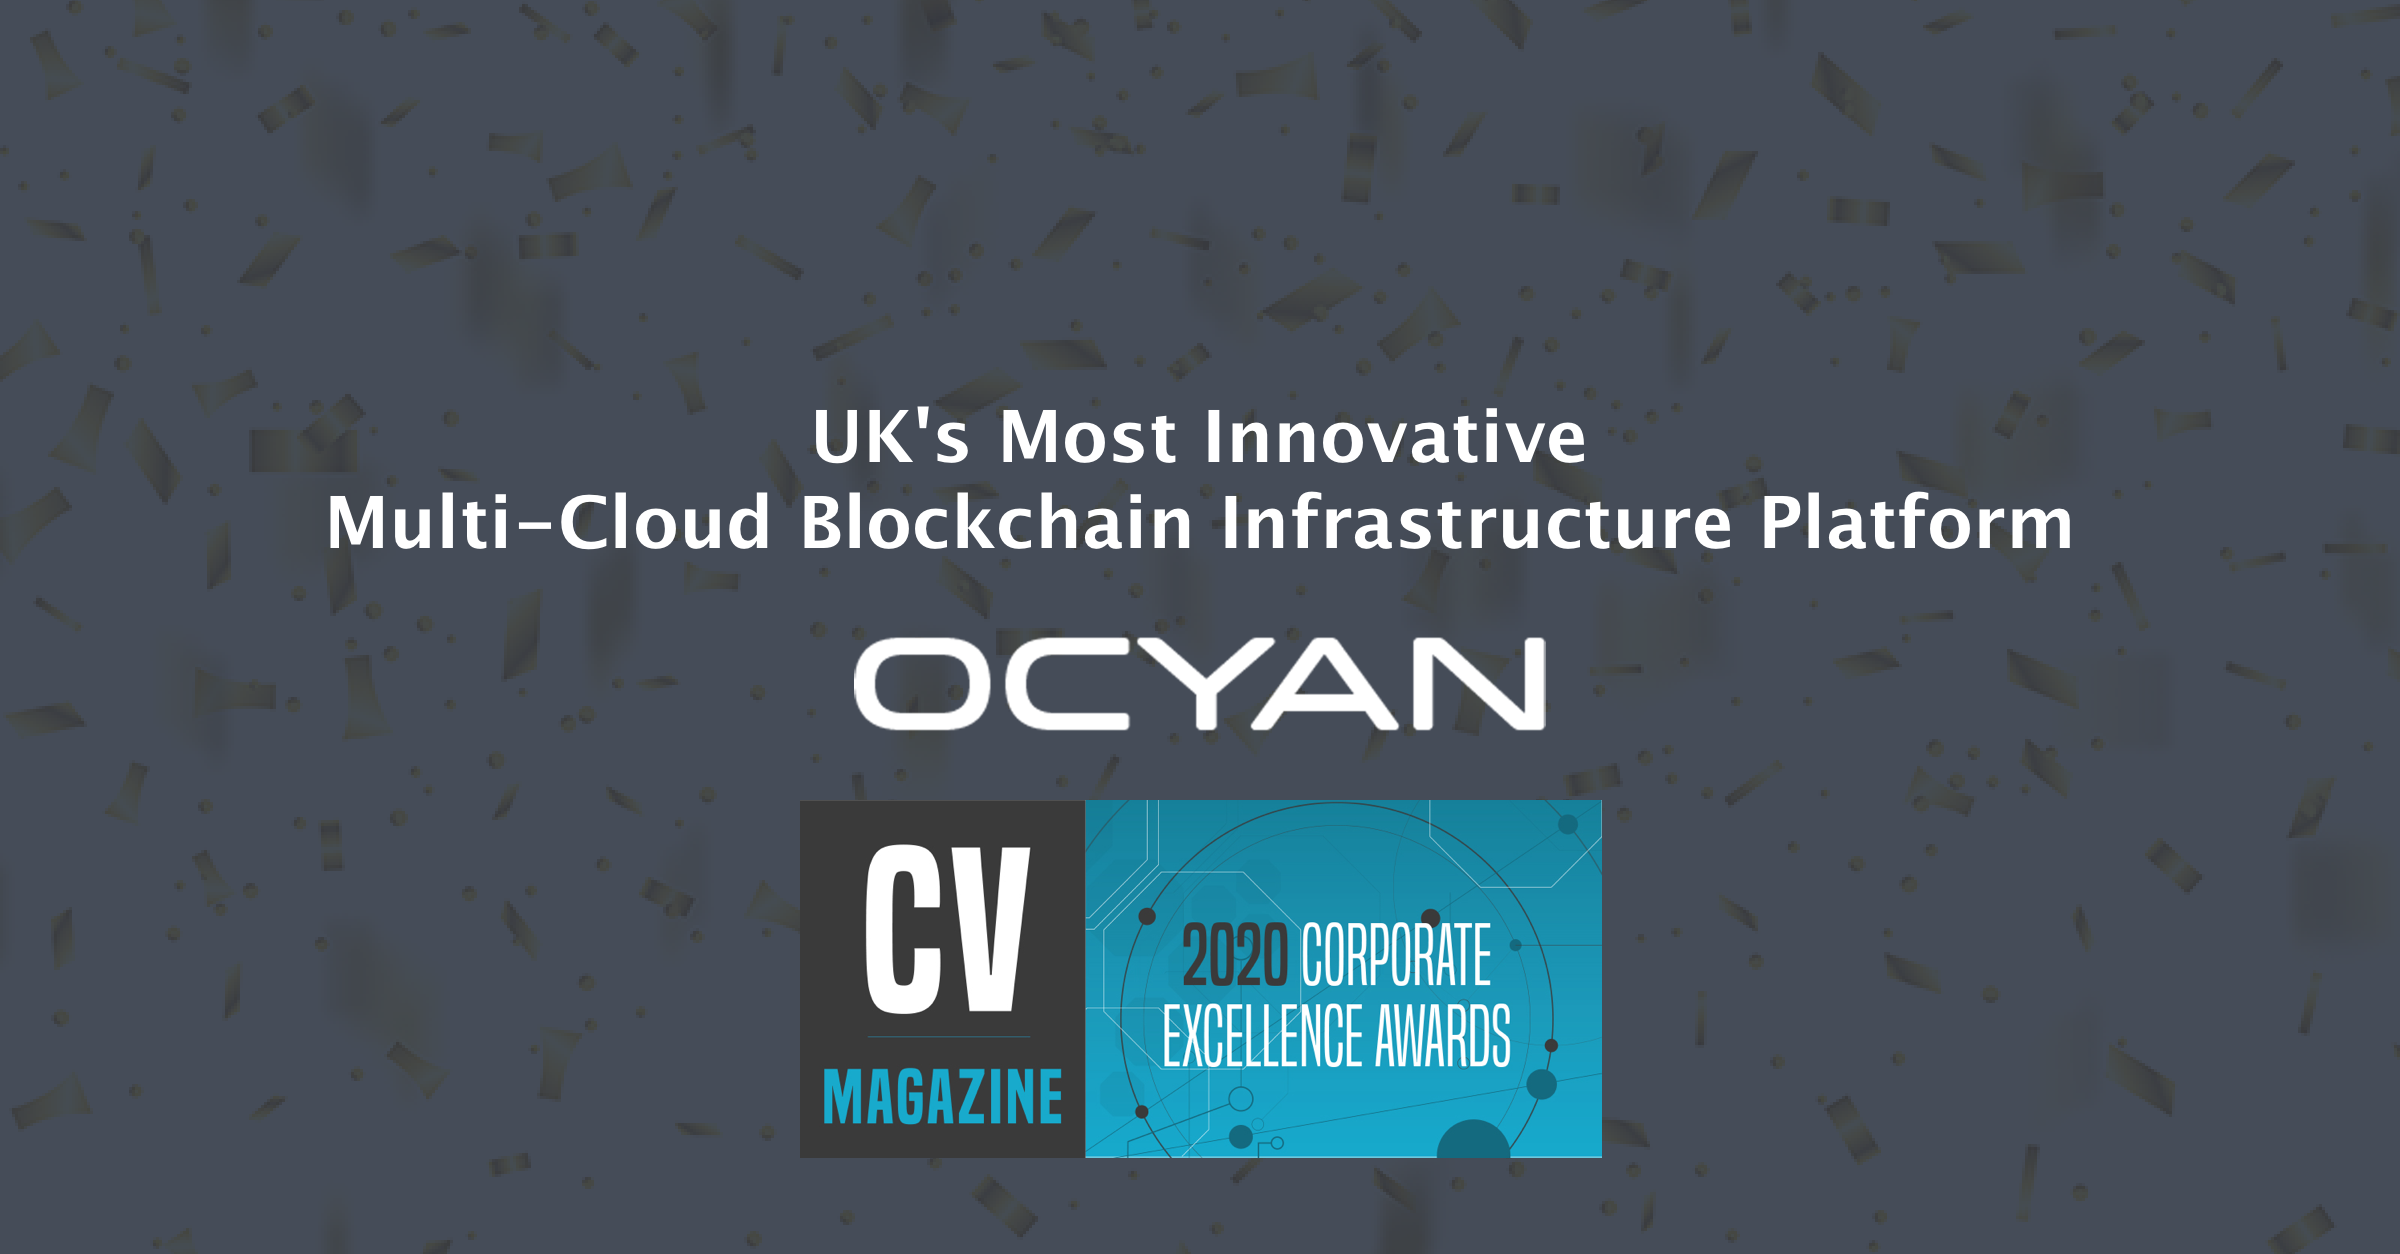 UK's Most Innovative
Multi-Cloud Blockchain Infrastructure Platform
OCYAN
CV
MAGAZINE
2020 CORPORATE
EXCELLENCE AWARDS